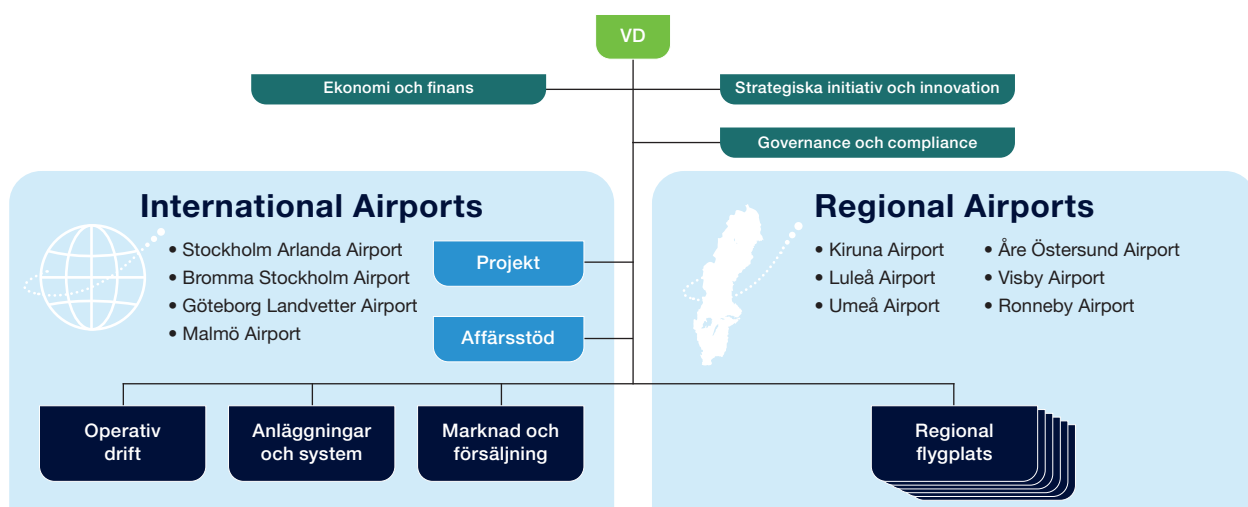 VD
Ekonomi och finans
Strategiska initiativ och innovation
Governance och compliance
International Airports
• Stockholm Arlanda Airport
• Bromma Stockholm Airport
• Göteborg Landvetter Airport
• Malmö Airport
Projekt
Affärsstöd
Operativ
drift
Anläggningar
och system
Marknad och
försäljning
Regional Airports
• Kiruna Airport
• Luleå Airport
• Umeå Airport
• Åre Östersund Airport
• Visby Airport
• Ronneby Airport
Regional
flygplats